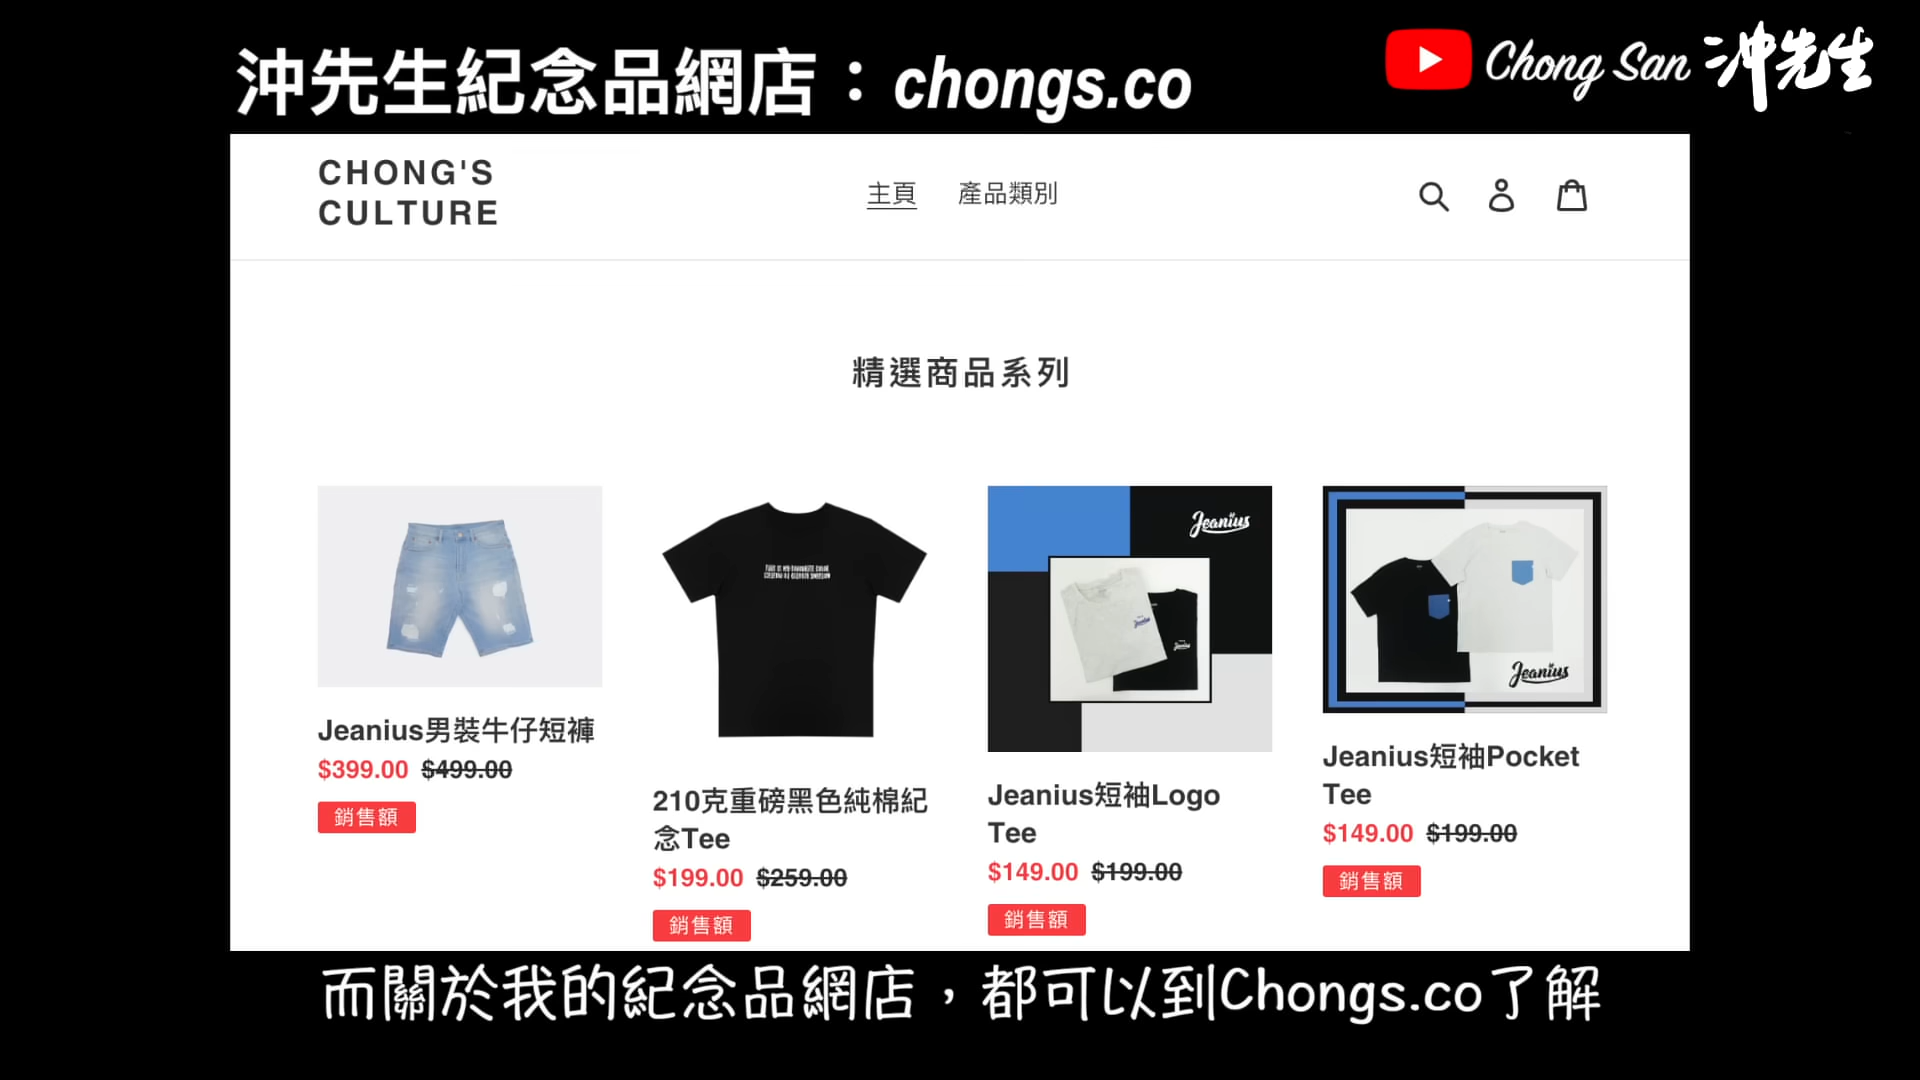 沖先生紀念品網店：chongs.co
Chong San 沖先生
CHONG'S
CULTURE
主頁
產品類別
精選商品系列
Jeanius
Jeanius
Jeanius男裝牛仔短褲
$399.00 $499.00
銷售額
210克重磅黑色純棉紀
念Tee
$199.00 $259.00
銷售額
Jeanius短袖Logo
Tee
$149.00 $199.00
銷售額
Jeanius短袖Pocket
Tee
$149.00 $199.00
銷售額
而關於我的紀念品網店，都可以到Chongs.co了解